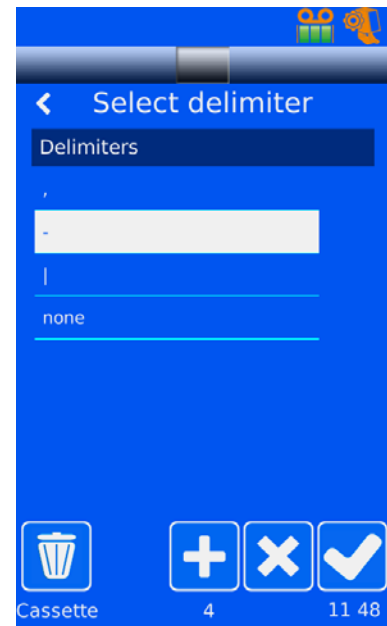 Select delimiter
Delimiters
,
-
|
none
Cassette 4 11 48